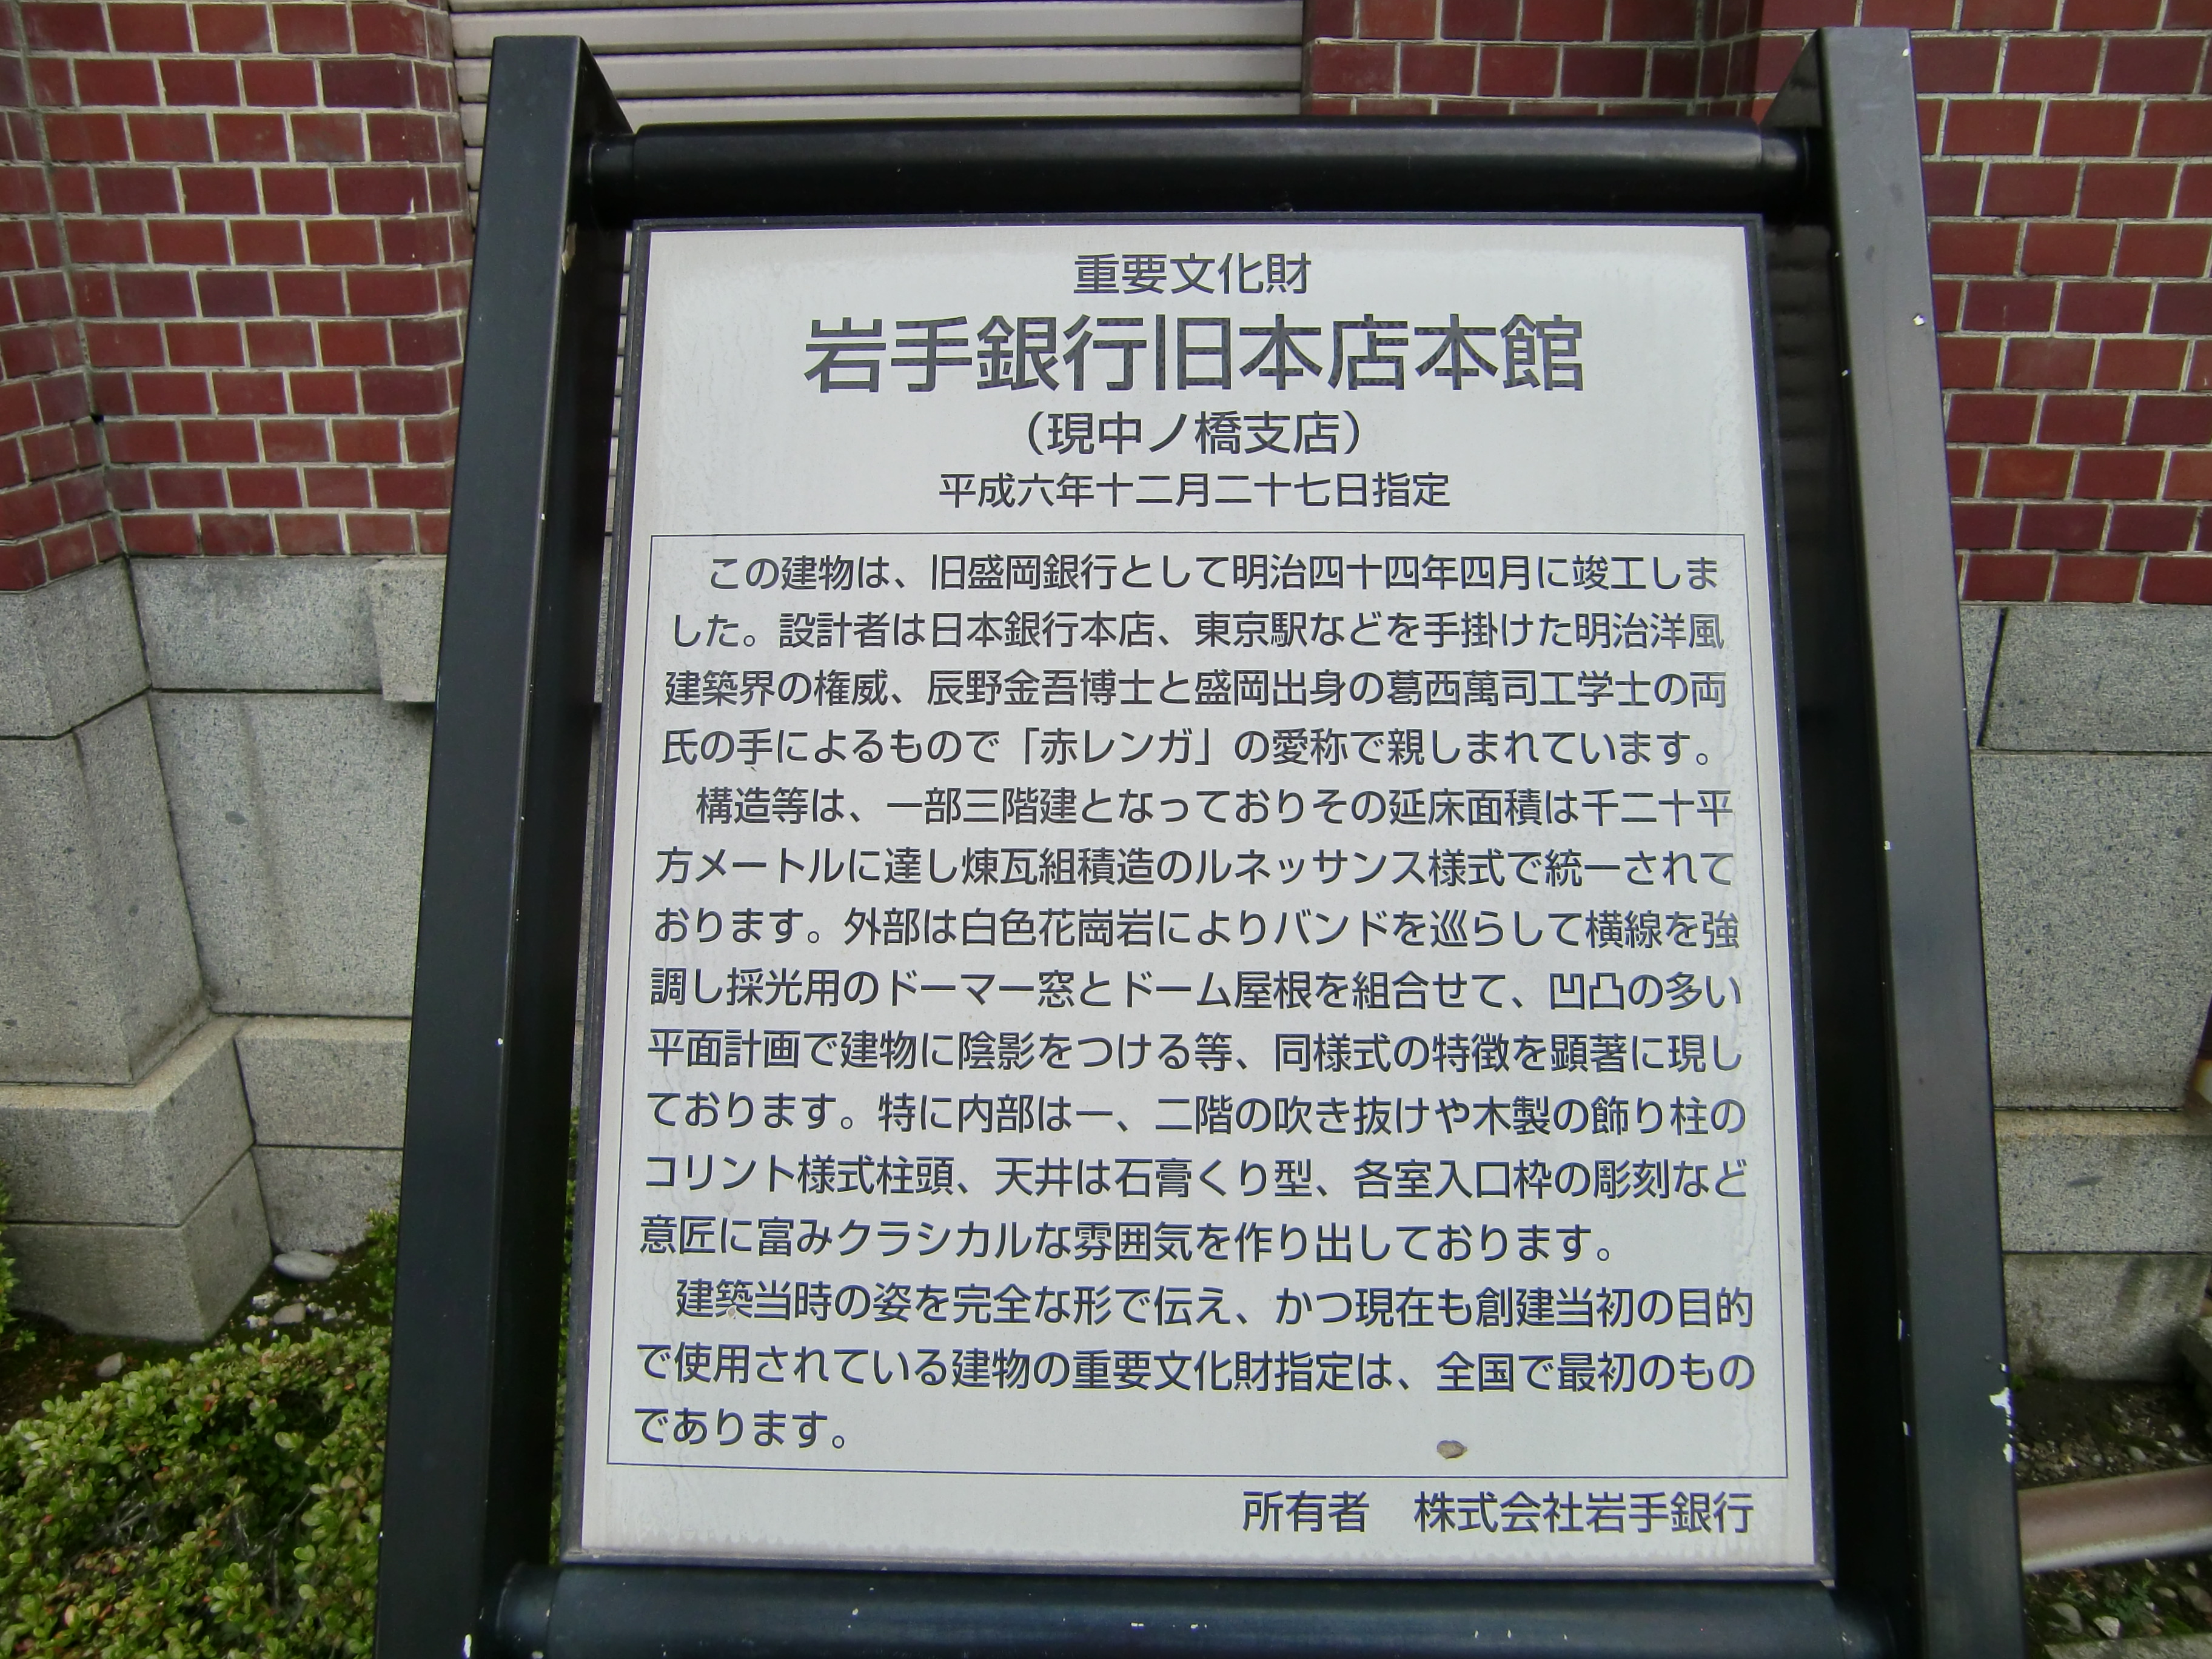 重要文化財
岩手銀行旧本店本館
（現中ノ橋支店）
平成六年十二月二十七日指定
この建物は、旧盛岡銀行として明治四十四年四月に竣工しま
した。設計者は日本銀行本店、東京駅などを手掛けた明治洋風
建築界の権威、辰野金吾博士と盛岡出身の葛西萬司工学士の両
氏の手によるもので「赤レンガ」の愛称で親しまれています。
構造等は、一部三階建となっておりその延床面積は千二十平
方メートルに達し煉瓦組積造のルネッサンス様式で統一されて
おります。外部は白色花崗岩によりバンドを巡らして横線を強
調し採光用のドーマー窓とドーム屋根を組合せて、凹凸の多い
平面計画で建物に陰影をつける等、同様式の特徴を顕著に現し
ております。特に内部は一、二階の吹き抜けや木製の飾り柱の
コリント様式柱頭、天井は石膏くり型、各室入口枠の彫刻など
意匠に富みクラシカルな雰囲気を作り出しております。
建築当時の姿を完全な形で伝え、かつ現在も創建当初の目的
で使用されている建物の重要文化財指定は、全国で最初のもの
であります。
所有者　株式会社岩手銀行